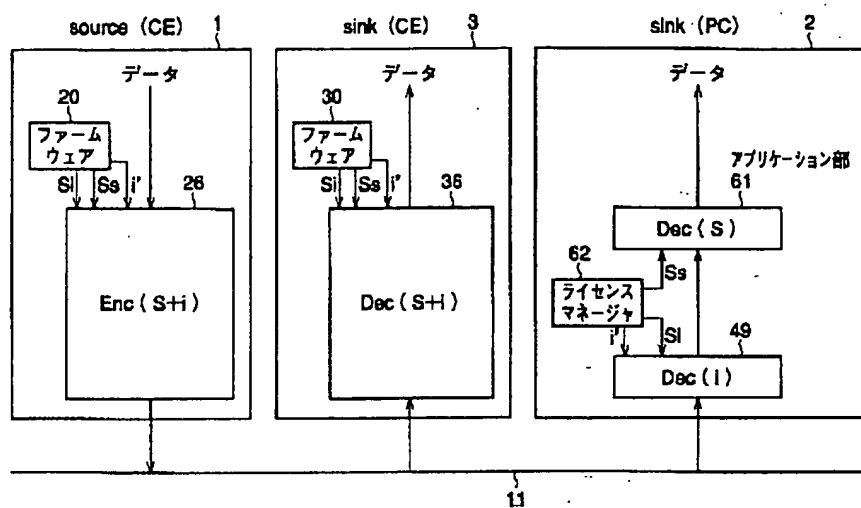 source (CE) 1
データ
20
ファーム
ウェア
Si Ss i'
26
Enc (S+i)
sink (CE) 3
データ
30
ファーム
ウェア
Si Ss i'
36
Dec (S+i)
sink (PC) 2
データ
アプリケーション部
61
Dec (S)
62
Ss
ライセンス
マネージャ
i' Si
49
Dec (i)
11